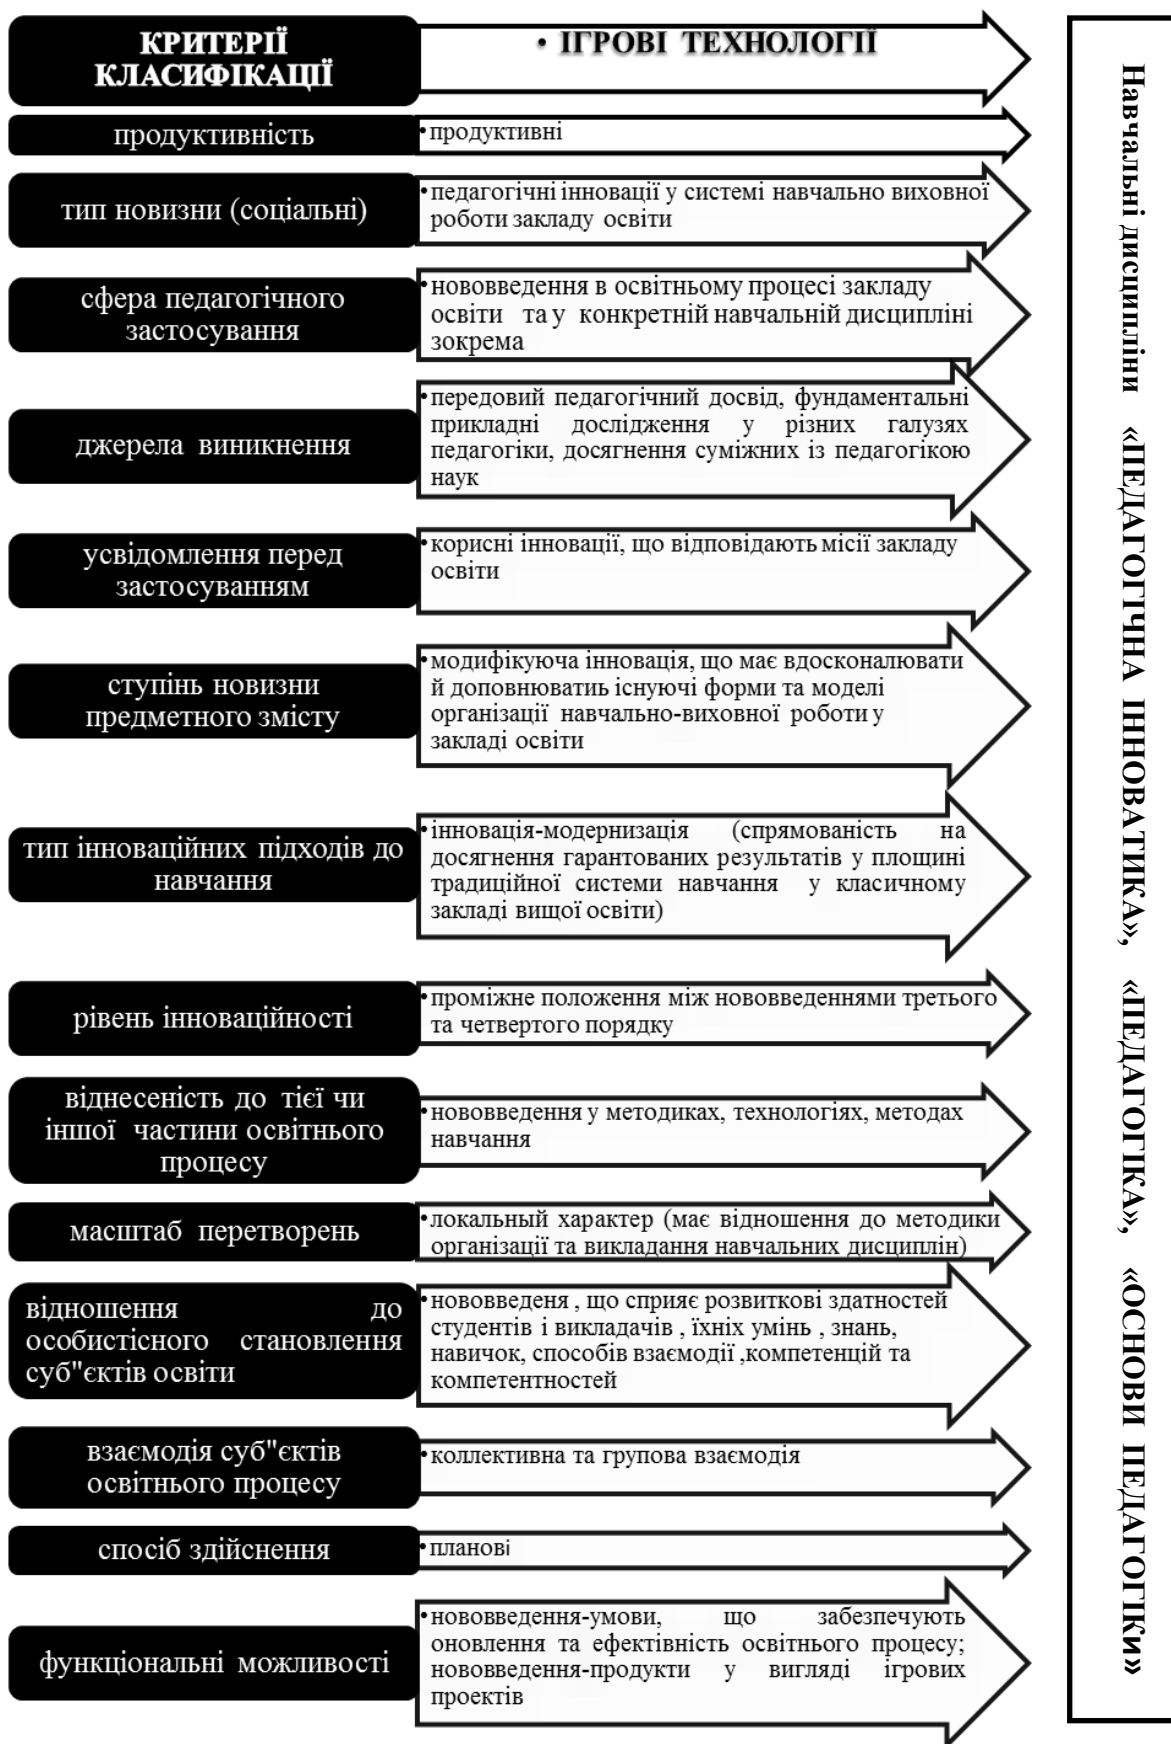 КРИТЕРІЇ
КЛАСИФІКАЦІЇ
• ІГРОВІ ТЕХНОЛОГІЇ
продуктивність
•продуктивні
тип новизни (соціальні)
•педагогічні інновації у системі навчально виховної
роботи закладу освіти
сфера педагогічного
застосування
•нововведення в освітньому процесі закладу
освіти та у конкретній навчальній дисципліні
зокрема
джерела виникнення
•передовий педагогічний досвід, фундаментальні
прикладні дослідження у різних галузях
педагогіки, досягнення суміжних із педагогікою
наук
усвідомлення перед
застосуванням
•корисні інновації, що відповідають місії закладу
освіти
ступінь новизни
предметного змісту
•модифікуюча інновація, що має вдосконалювати
й доповнюватиь існуючі форми та моделі
організації навчально-виховної роботи у
закладі освіти
тип інноваційних підходів до
навчання
•інновація-модернизація (спрямованість на
досягнення гарантованих результатів у площині
традиційної системи навчання у класичному
закладі вищої освіти)
рівень інноваційності
•проміжне положення між нововведеннями третього
та четвертого порядку
віднесеність до тієї чи
іншої частини освітнього
процесу
•нововведення у методиках, технологіях, методах
навчання
масштаб перетворень
•локальный характер (має відношення до методики
організації та викладання навчальних дисциплін)
відношення до
особистісного становлення
суб"єктів освіти
•нововведеня , що сприяє розвиткові здатностей
студентів і викладачів , їхніх умінь , знань,
навичок, способів взаємодії ,компетенцій та
компетентностей
взаємодія суб"єктів
освітнього процесу
•коллективна та групова взаємодія
спосіб здійснення
•планові
функціональні можливості
•нововведення-умови, що забезпечують
оновлення та ефектівність освітнього процесу;
нововведення-продукти у вигляді ігрових
проектів
Навчальні дисципліни «ПЕДАГОГІЧНА ІННОВАТИКА», «ПЕДАГОГІКА», «ОСНОВИ ПЕДАГОГІКи»